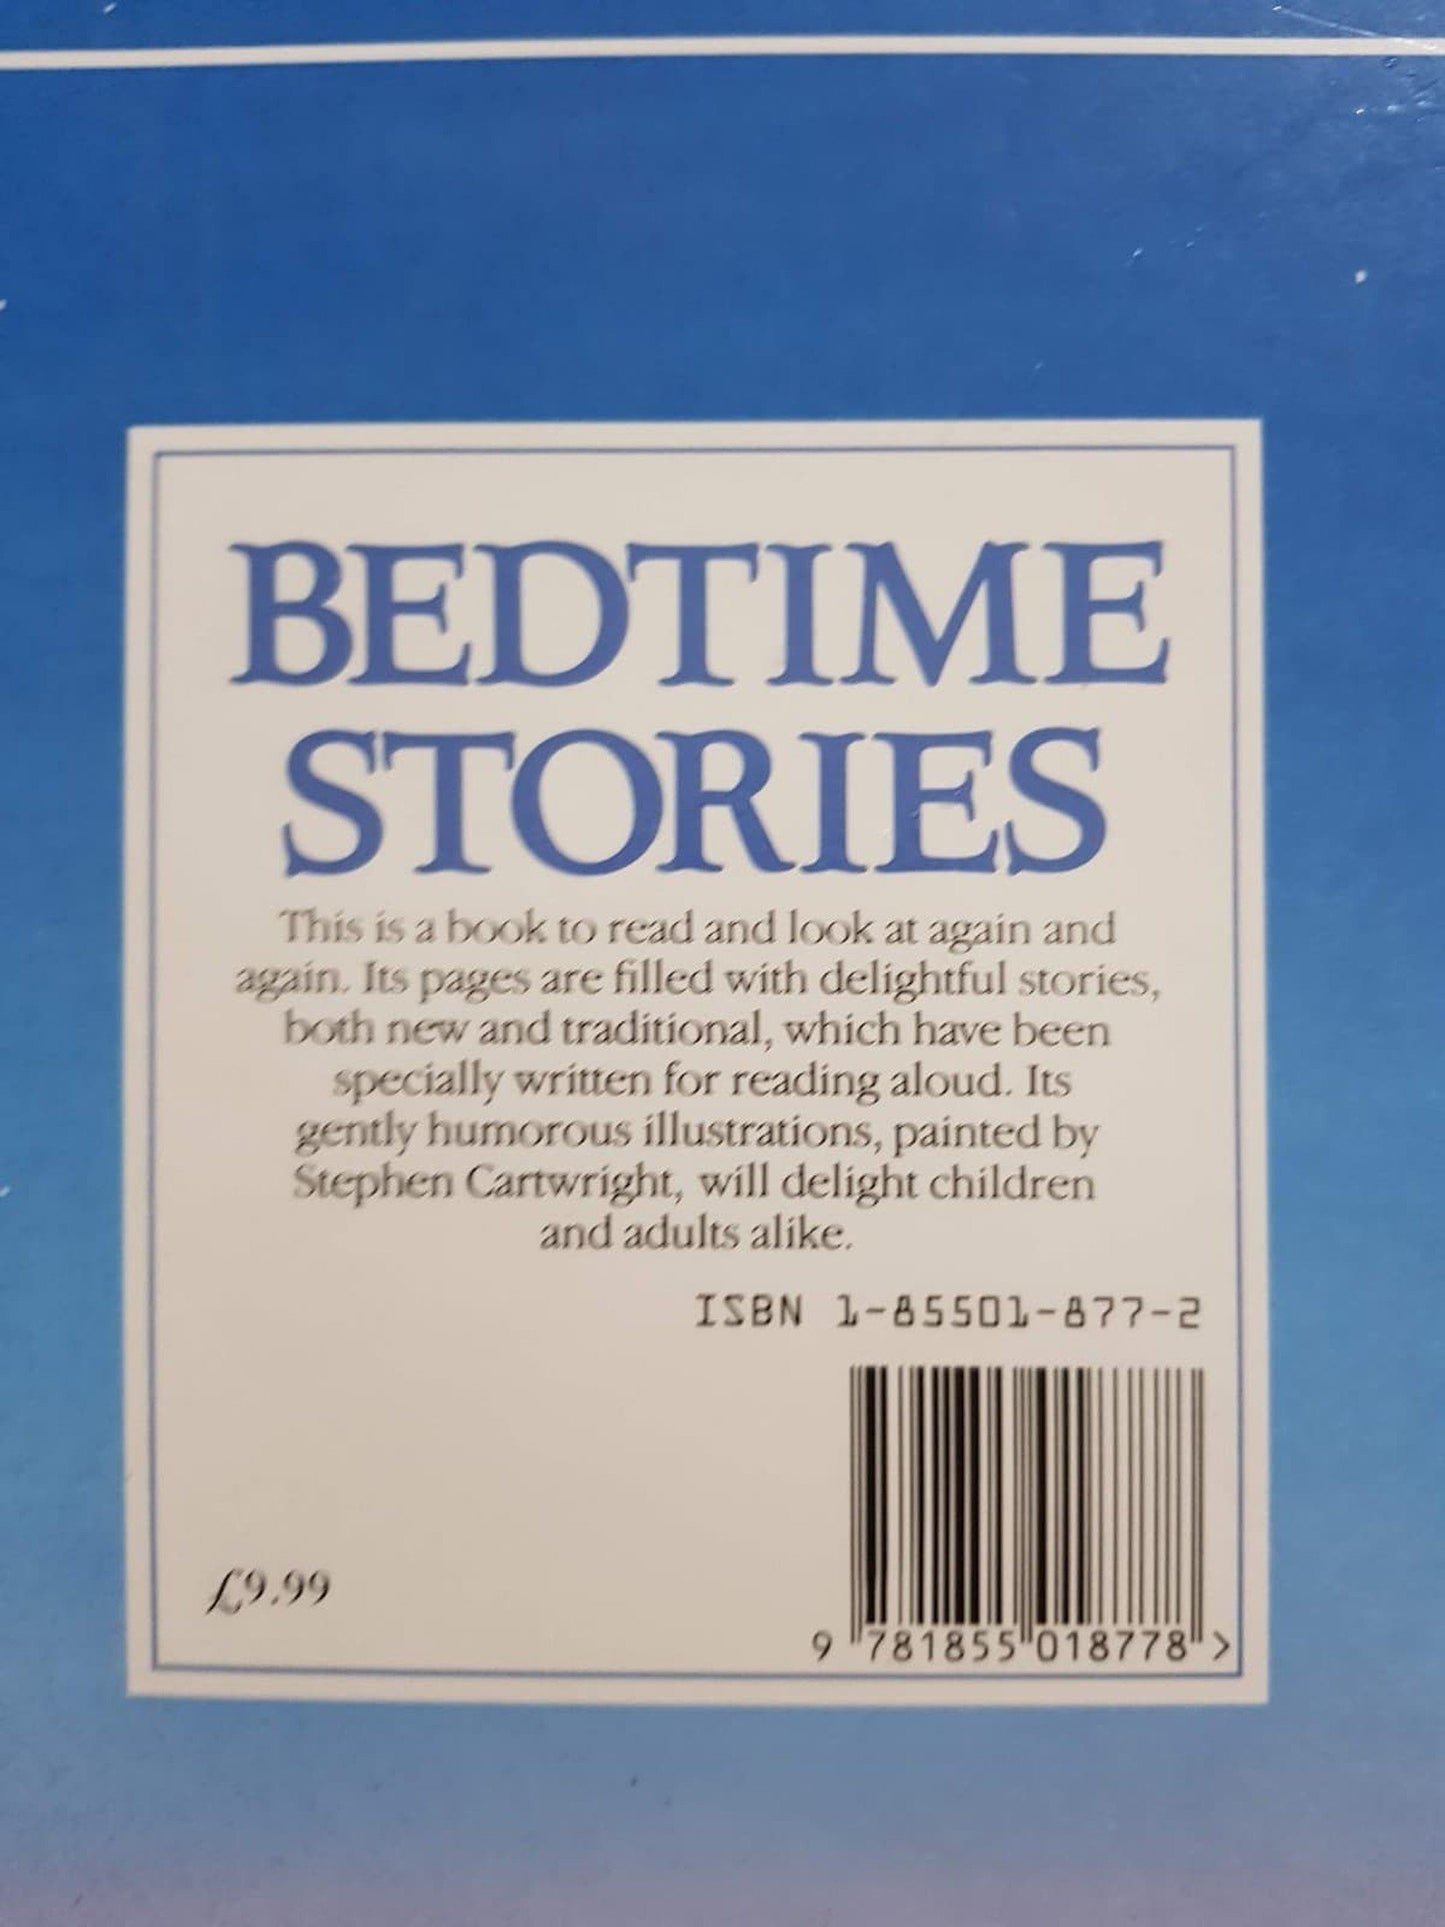 BEDTIME
STORIES
This is a book to read and look at again and
again. Its pages are filled with delightful stories,
both new and traditional, which have been
specially written for reading aloud. Its
gently humorous illustrations, painted by
Stephen Cartwright, will delight children
and adults alike.
ISBN 1-85501-877-2
£9.99
9 781855 018778 >